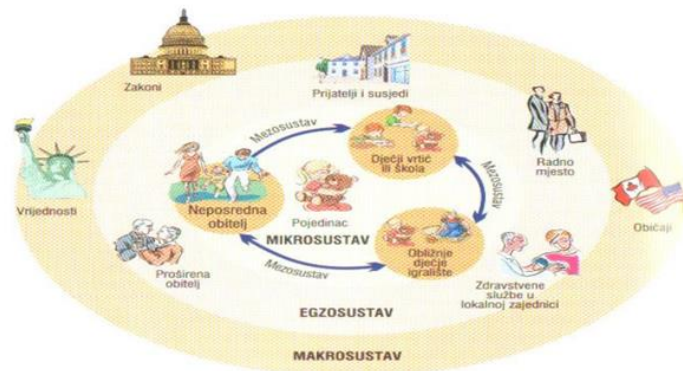 Zakoni
Prijatelji i susjedi
Mezosustav
Dječji vrtić
ili škola
Radno
mjesto
Vrijednosti
Neposredna
obitelj
Pojedinac
Mezosustav
Običaji
MIKROSUSTAV
Proširena
obitelj
Mezosustav
Obližnje
dječje
igralište
Zdravstvene
službe u
lokalnoj zajednici
EGZOSUSTAV
MAKROSUSTAV